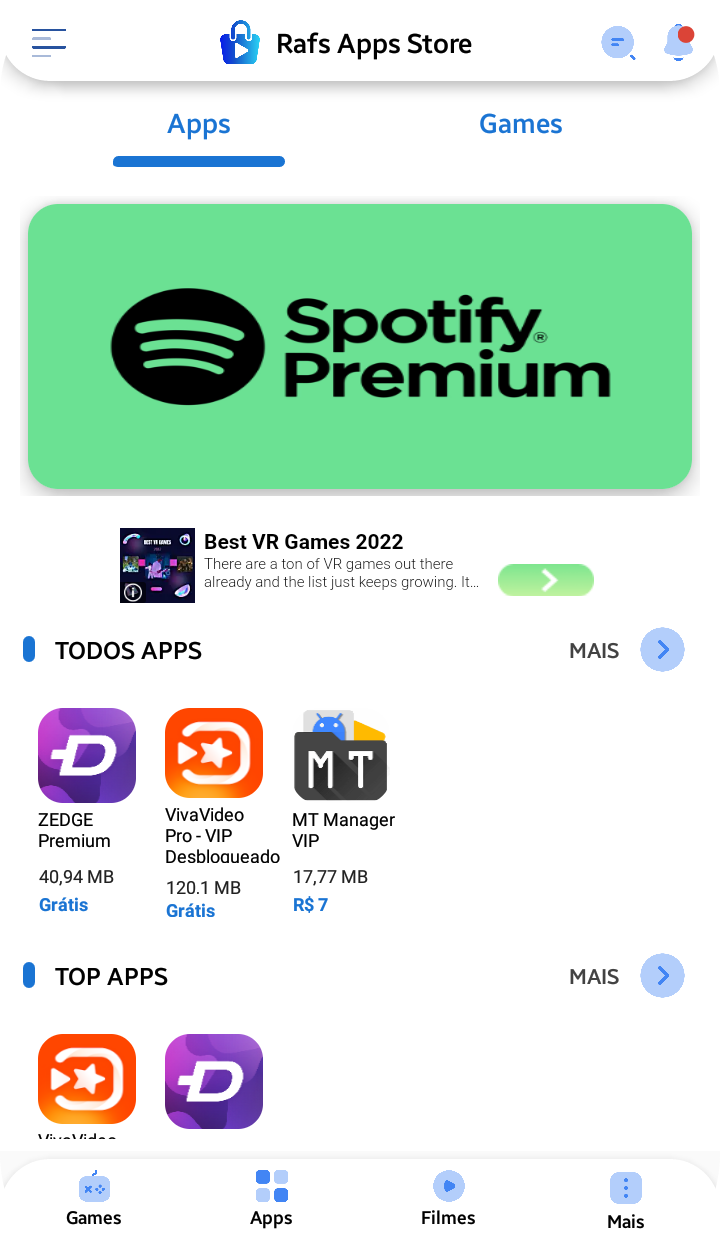 Rafs Apps Store
Apps
Games
Spotify®
Premium
BEST VR GAMES
Best VR Games 2022
There are a ton of VR games out there
already and the list just keeps growing. It...
TODOS APPS
MAIS
MT
ZEDGE
Premium
40,94 MB
Grátis
VivaVideo
Pro - VIP
Desbloqueado
120.1 MB
Grátis
MT Manager
VIP
17,77 MB
R$ 7
TOP APPS
MAIS
VivaVideo
Games
Apps
Filmes
Mais